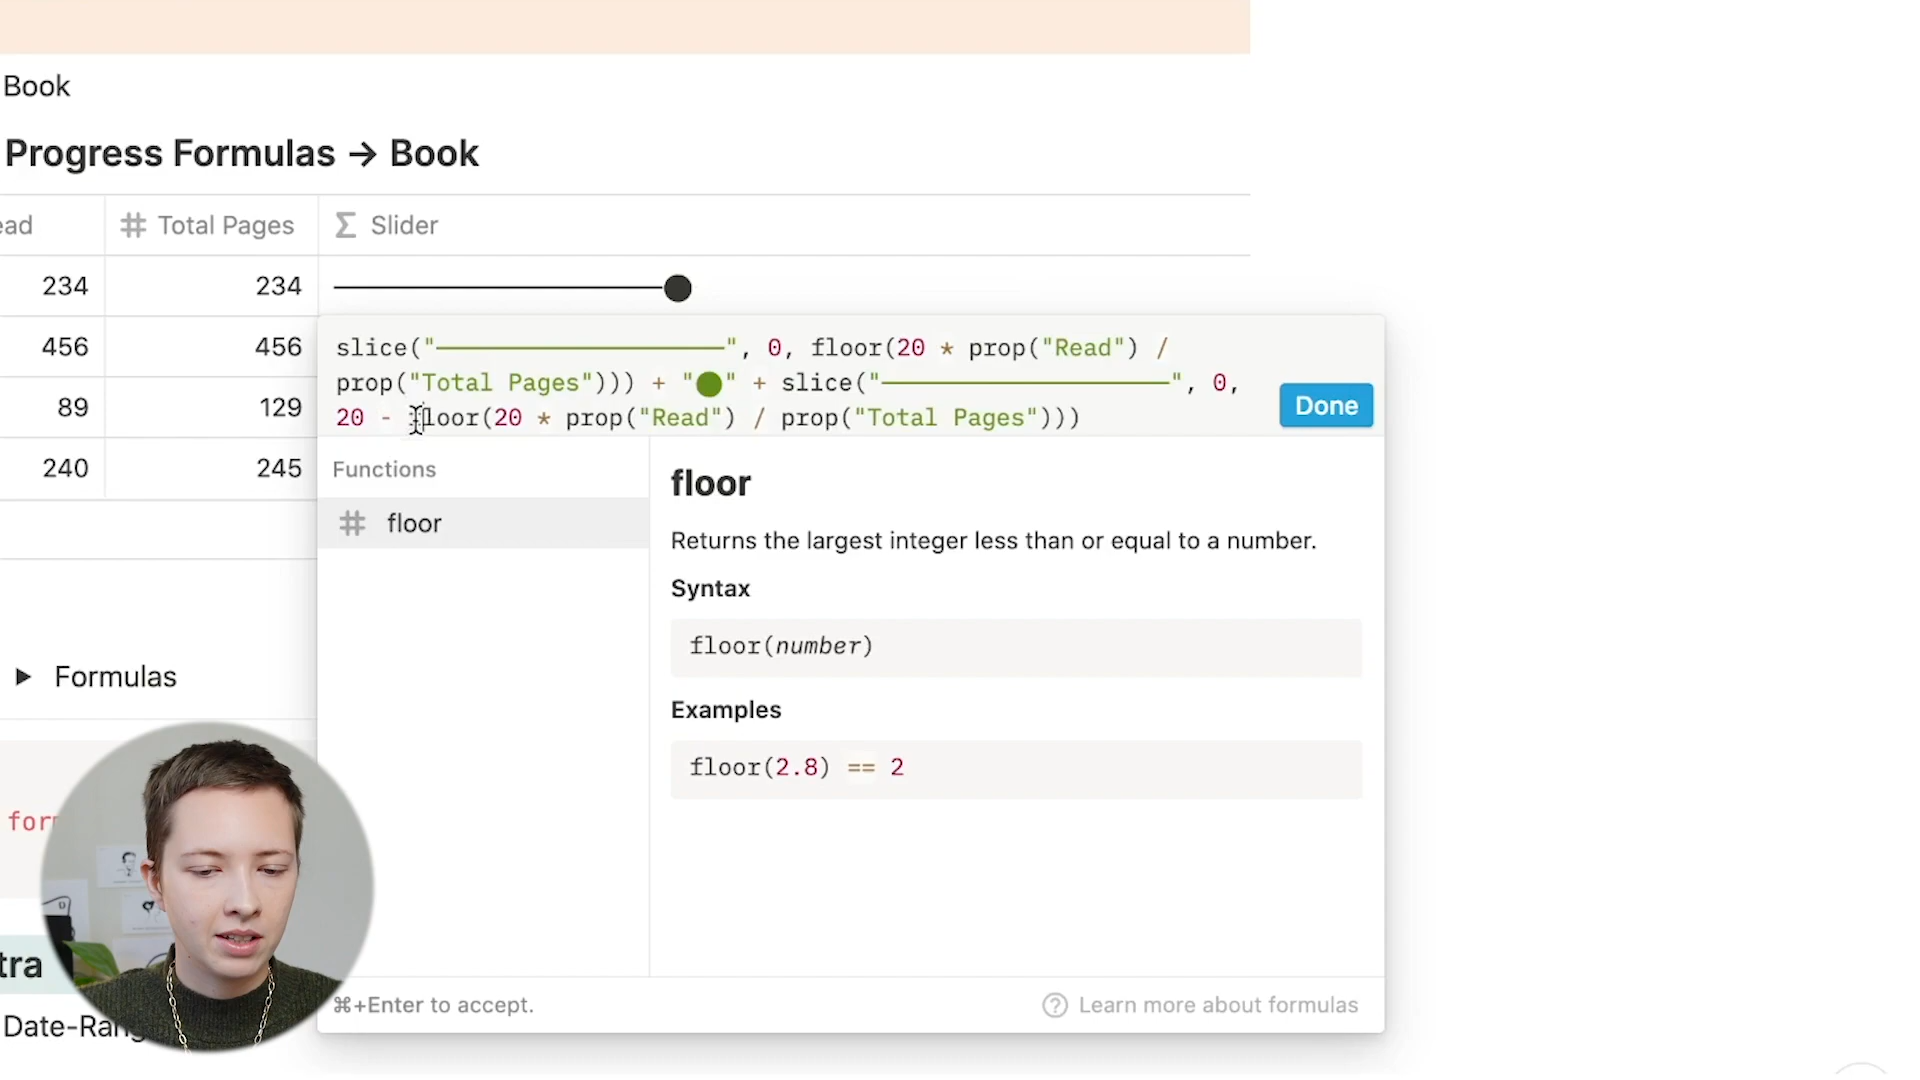 Book
Progress Formulas → Book
ead # Total Pages Σ Slider
234 234 ————————————●
456 456
89 129
240 245
slice("————————————————————", 0, floor(20 * prop("Read") /
prop("Total Pages"))) + "●" + slice("————————————————————", 0,
20 - floor(20 * prop("Read") / prop("Total Pages")))
Done
Functions
# floor
floor
Returns the largest integer less than or equal to a number.
Syntax
floor(number)
Examples
floor(2.8) == 2
▶ Formulas
form
tra
Date-Rang
⌘+Enter to accept.
? Learn more about formulas